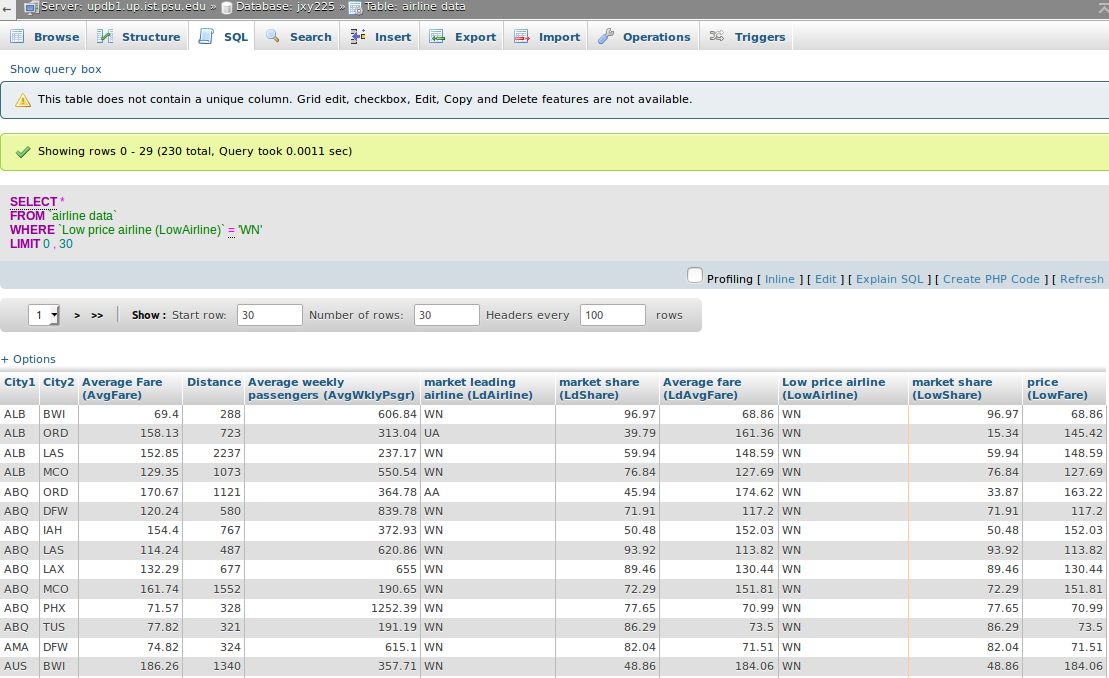 ← Server: updb1.up.ist.psu.edu » Database: jxy225 » Table: airline data
Browse Structure SQL Search Insert Export Import Operations Triggers
Show query box
This table does not contain a unique column. Grid edit, checkbox, Edit, Copy and Delete features are not available.
Showing rows 0 - 29 (230 total, Query took 0.0011 sec)
SELECT *
FROM `airline data`
WHERE `Low price airline (LowAirline)` = 'WN'
LIMIT 0 , 30
Profiling [ Inline ] [ Edit ] [ Explain SQL ] [ Create PHP Code ] [ Refresh
1 > >> Show : Start row: 30 Number of rows: 30 Headers every 100 rows
+ Options
City1 City2 Average Fare (AvgFare) Distance Average weekly passengers (AvgWklyPsgr) market leading airline (LdAirline) market share (LdShare) Average fare (LdAvgFare) Low price airline (LowAirline) market share (LowShare) price (LowFare)
ALB BWI 69.4 288 606.84 WN 96.97 68.86 WN 96.97 68.86
ALB ORD 158.13 723 313.04 UA 39.79 161.36 WN 15.34 145.42
ALB LAS 152.85 2237 237.17 WN 59.94 148.59 WN 59.94 148.59
ALB MCO 129.35 1073 550.54 WN 76.84 127.69 WN 76.84 127.69
ABQ ORD 170.67 1121 364.78 AA 45.94 174.62 WN 33.87 163.22
ABQ DFW 120.24 580 839.78 WN 71.91 117.2 WN 71.91 117.2
ABQ IAH 154.4 767 372.93 WN 50.48 152.03 WN 50.48 152.03
ABQ LAS 114.24 487 620.86 WN 93.92 113.82 WN 93.92 113.82
ABQ LAX 132.29 677 655 WN 89.46 130.44 WN 89.46 130.44
ABQ MCO 161.74 1552 190.65 WN 72.29 151.81 WN 72.29 151.81
ABQ PHX 71.57 328 1252.39 WN 77.65 70.99 WN 77.65 70.99
ABQ TUS 77.82 321 191.19 WN 86.29 73.5 WN 86.29 73.5
AMA DFW 74.82 324 615.1 WN 82.04 71.51 WN 82.04 71.51
AUS BWI 186.26 1340 357.71 WN 48.86 184.06 WN 48.86 184.06